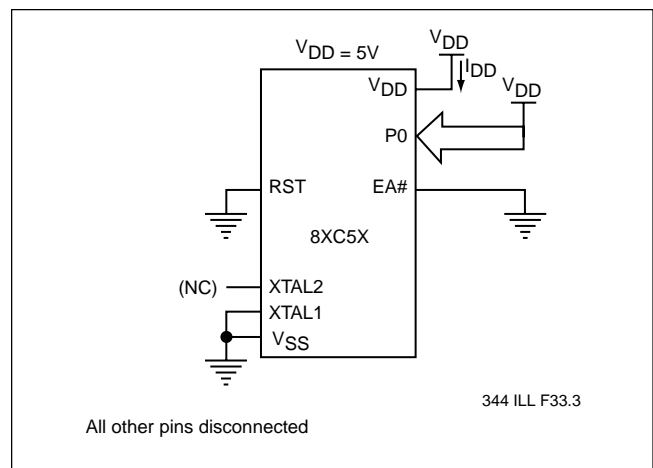 VDD = 5V
VDD
IDD
VDD
VDD
P0
RST
EA#
8XC5X
(NC)
XTAL2
XTAL1
VSS
344 ILL F33.3
All other pins disconnected